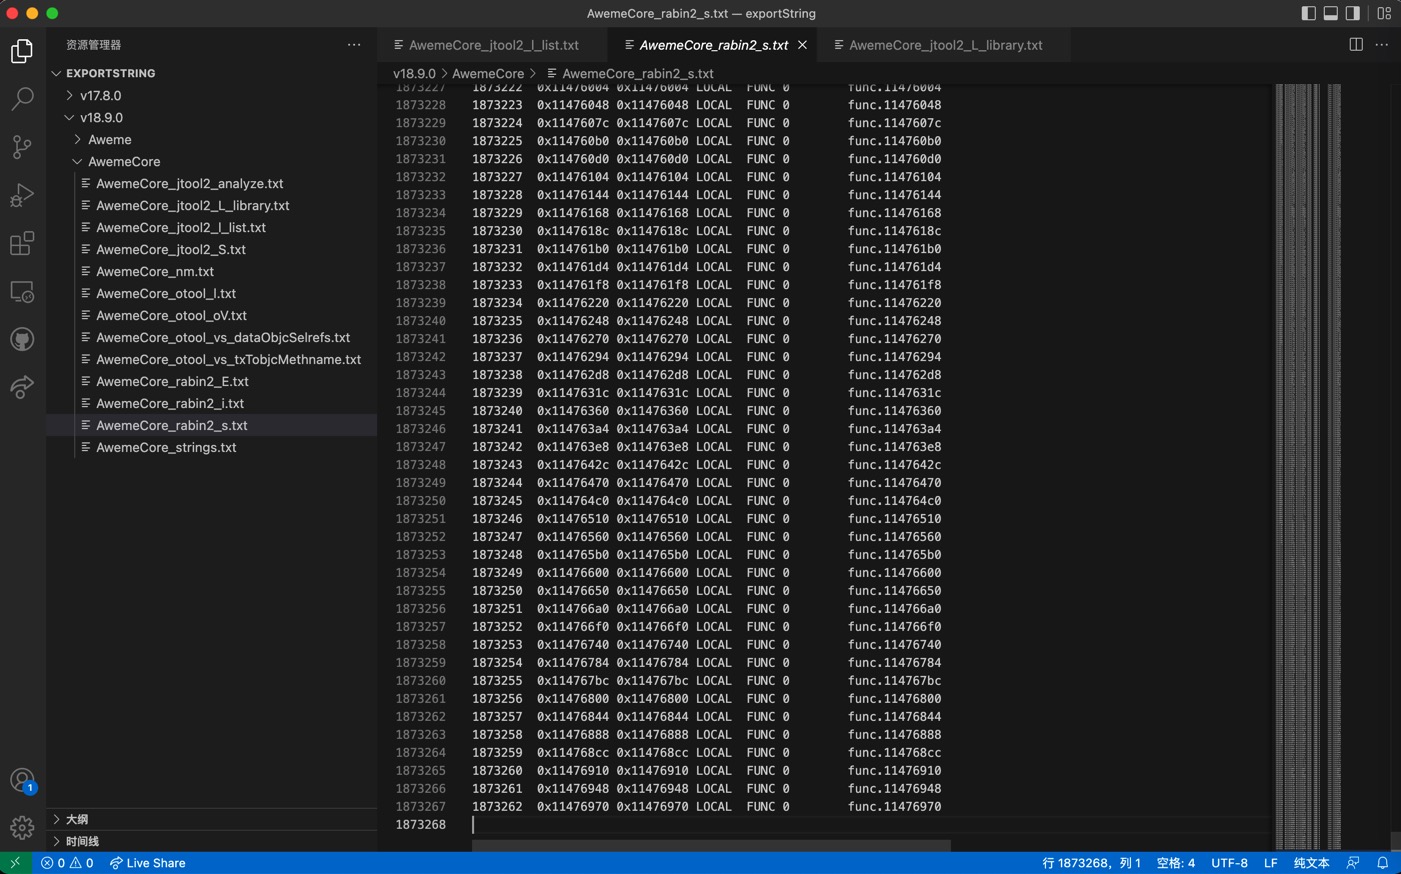 AwemeCore_rabin2_s.txt — exportString
资源管理器
EXPORTSTRING
v17.8.0
v18.9.0
Aweme
AwemeCore
AwemeCore_jtool2_analyze.txt
AwemeCore_jtool2_L_library.txt
AwemeCore_jtool2_l_list.txt
AwemeCore_jtool2_S.txt
AwemeCore_nm.txt
AwemeCore_otool_l.txt
AwemeCore_otool_oV.txt
AwemeCore_otool_vs_dataObjcSelrefs.txt
AwemeCore_otool_vs_txTobjcMethname.txt
AwemeCore_rabin2_E.txt
AwemeCore_rabin2_i.txt
AwemeCore_rabin2_s.txt
AwemeCore_strings.txt
大纲
时间线
AwemeCore_jtool2_l_list.txt
AwemeCore_rabin2_s.txt
AwemeCore_jtool2_L_library.txt
v18.9.0 > AwemeCore > AwemeCore_rabin2_s.txt
1873227 1873222 0x11476004 0x11476004 LOCAL FUNC 0 func.11476004
1873228 1873223 0x11476048 0x11476048 LOCAL FUNC 0 func.11476048
1873229 1873224 0x1147607c 0x1147607c LOCAL FUNC 0 func.1147607c
1873230 1873225 0x114760b0 0x114760b0 LOCAL FUNC 0 func.114760b0
1873231 1873226 0x114760d0 0x114760d0 LOCAL FUNC 0 func.114760d0
1873232 1873227 0x11476104 0x11476104 LOCAL FUNC 0 func.11476104
1873233 1873228 0x11476144 0x11476144 LOCAL FUNC 0 func.11476144
1873234 1873229 0x11476168 0x11476168 LOCAL FUNC 0 func.11476168
1873235 1873230 0x1147618c 0x1147618c LOCAL FUNC 0 func.1147618c
1873236 1873231 0x114761b0 0x114761b0 LOCAL FUNC 0 func.114761b0
1873237 1873232 0x114761d4 0x114761d4 LOCAL FUNC 0 func.114761d4
1873238 1873233 0x114761f8 0x114761f8 LOCAL FUNC 0 func.114761f8
1873239 1873234 0x11476220 0x11476220 LOCAL FUNC 0 func.11476220
1873240 1873235 0x11476248 0x11476248 LOCAL FUNC 0 func.11476248
1873241 1873236 0x11476270 0x11476270 LOCAL FUNC 0 func.11476270
1873242 1873237 0x11476294 0x11476294 LOCAL FUNC 0 func.11476294
1873243 1873238 0x114762d8 0x114762d8 LOCAL FUNC 0 func.114762d8
1873244 1873239 0x1147631c 0x1147631c LOCAL FUNC 0 func.1147631c
1873245 1873240 0x11476360 0x11476360 LOCAL FUNC 0 func.11476360
1873246 1873241 0x114763a4 0x114763a4 LOCAL FUNC 0 func.114763a4
1873247 1873242 0x114763e8 0x114763e8 LOCAL FUNC 0 func.114763e8
1873248 1873243 0x1147642c 0x1147642c LOCAL FUNC 0 func.1147642c
1873249 1873244 0x11476470 0x11476470 LOCAL FUNC 0 func.11476470
1873250 1873245 0x114764c0 0x114764c0 LOCAL FUNC 0 func.114764c0
1873251 1873246 0x11476510 0x11476510 LOCAL FUNC 0 func.11476510
1873252 1873247 0x11476560 0x11476560 LOCAL FUNC 0 func.11476560
1873253 1873248 0x114765b0 0x114765b0 LOCAL FUNC 0 func.114765b0
1873254 1873249 0x11476600 0x11476600 LOCAL FUNC 0 func.11476600
1873255 1873250 0x11476650 0x11476650 LOCAL FUNC 0 func.11476650
1873256 1873251 0x114766a0 0x114766a0 LOCAL FUNC 0 func.114766a0
1873257 1873252 0x114766f0 0x114766f0 LOCAL FUNC 0 func.114766f0
1873258 1873253 0x11476740 0x11476740 LOCAL FUNC 0 func.11476740
1873259 1873254 0x11476784 0x11476784 LOCAL FUNC 0 func.11476784
1873260 1873255 0x114767bc 0x114767bc LOCAL FUNC 0 func.114767bc
1873261 1873256 0x11476800 0x11476800 LOCAL FUNC 0 func.11476800
1873262 1873257 0x11476844 0x11476844 LOCAL FUNC 0 func.11476844
1873263 1873258 0x11476888 0x11476888 LOCAL FUNC 0 func.11476888
1873264 1873259 0x114768cc 0x114768cc LOCAL FUNC 0 func.114768cc
1873265 1873260 0x11476910 0x11476910 LOCAL FUNC 0 func.11476910
1873266 1873261 0x11476948 0x11476948 LOCAL FUNC 0 func.11476948
1873267 1873262 0x11476970 0x11476970 LOCAL FUNC 0 func.11476970
1873268
1
0 0 Live Share
行 1873268，列 1 空格: 4 UTF-8 LF 纯文本